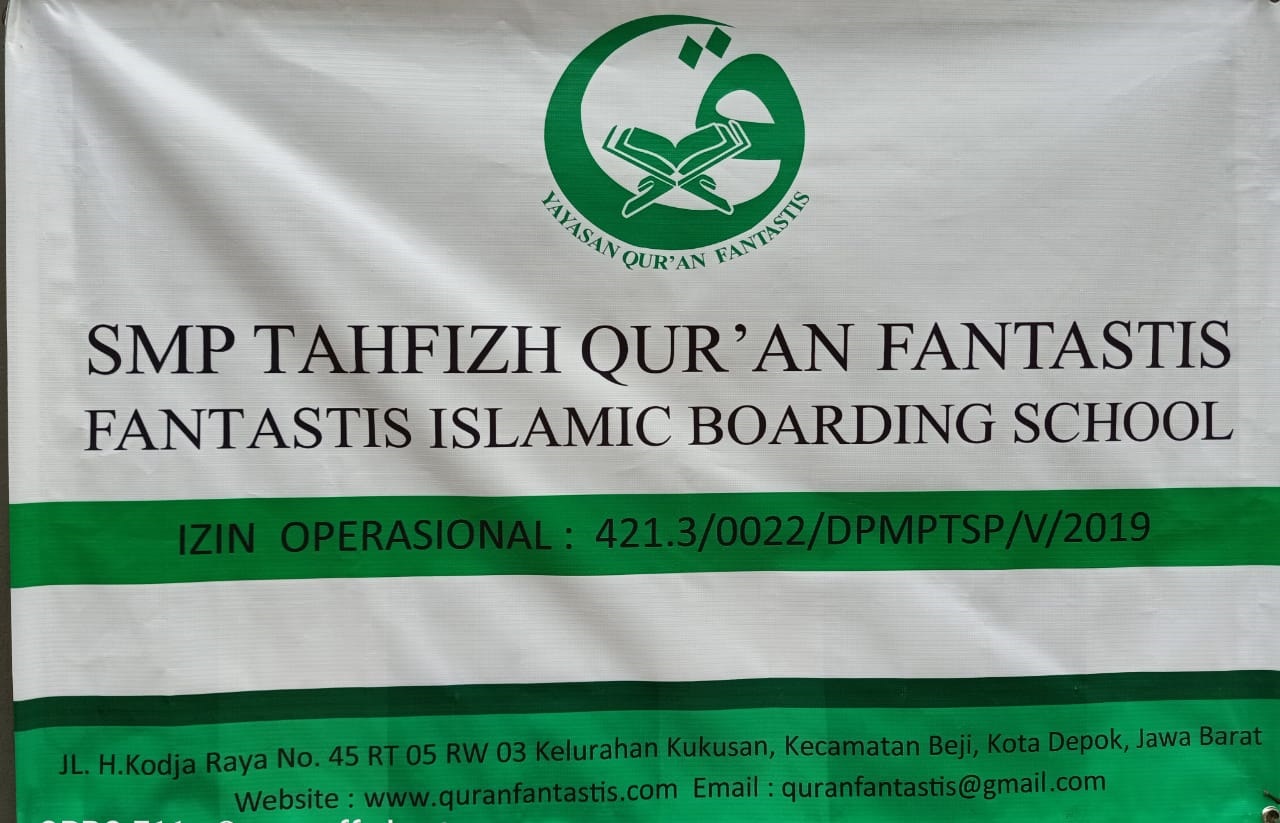 ق
YAYASAN QUR'AN FANTASTIS
SMP TAHFIZH QUR'AN FANTASTIS
FANTASTIS ISLAMIC BOARDING SCHOOL
IZIN OPERASIONAL : 421.3/0022/DPMPTSP/V/2019
JL. H.Kodja Raya No. 45 RT 05 RW 03 Kelurahan Kukusan, Kecamatan Beji, Kota Depok, Jawa Barat
Website : www.quranfantastis.com Email : quranfantastis@gmail.com